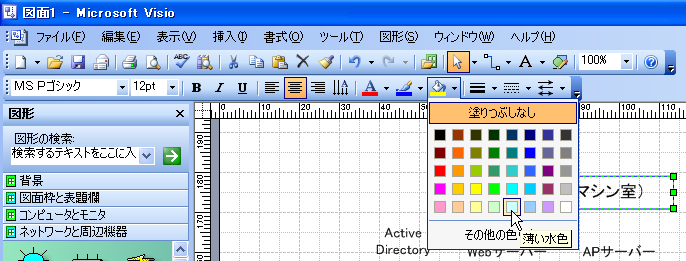 図面1 - Microsoft Visio
ファイル(F) 編集(E) 表示(V) 挿入(I) 書式(O) ツール(T) 図形(S) ウィンドウ(W) ヘルプ(H)
100%
MS Pゴシック 12pt B I U A
図形
0 10 20 30 40 50 90 100 110
図形の検索:
検索するテキストをここに入
背景
図面枠と表題欄
コンピュータとモニタ
ネットワークと周辺機器
190 180 170
塗りつぶしなし
マシン室)
その他の色
薄い水色
Active
Directory
Webサーバー
APサーバー